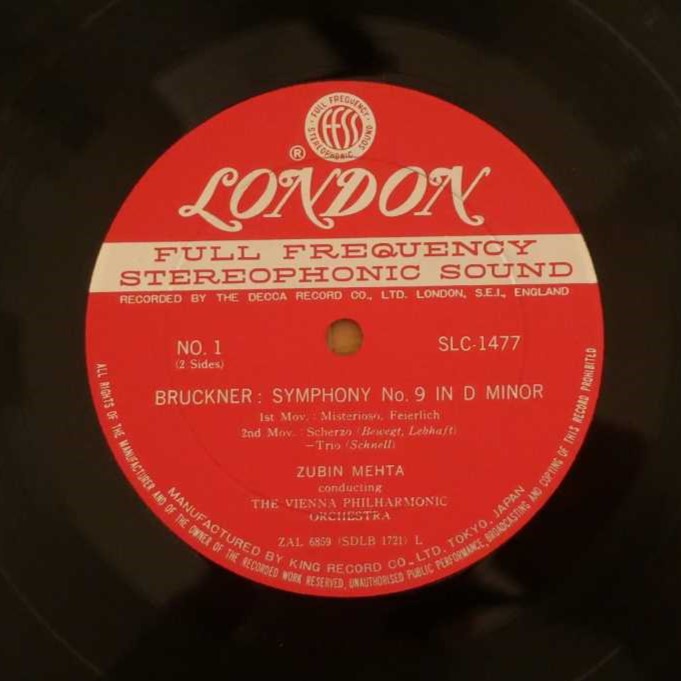 FULL FREQUENCY
ffss
STEREOPHONIC SOUND
®
LONDON
FULL FREQUENCY
STEREOPHONIC SOUND
RECORDED BY THE DECCA RECORD CO., LTD. LONDON, S.E.I., ENGLAND
NO. 1
SLC-1477
(2 Sides)
BRUCKNER: SYMPHONY No. 9 IN D MINOR
1st Mov.: Misterioso, Feierlich
2nd Mov.: Scherzo (Bewegt, Lebhaft)
—Trio (Schnell)
ZUBIN MEHTA
conducting
THE VIENNA PHILHARMONIC
ORCHESTRA
ZAL 6859 (SDLB 1721) L
MANUFACTURED BY KING RECORD CO., LTD. TOKYO, JAPAN
ALL RIGHTS OF THE MANUFACTURER AND OF THE OWNER OF THE RECORDED WORK RESERVED, UNAUTHORISED PUBLIC PERFORMANCE, BROADCASTING AND COPYING OF THIS RECORD PROHIBITED